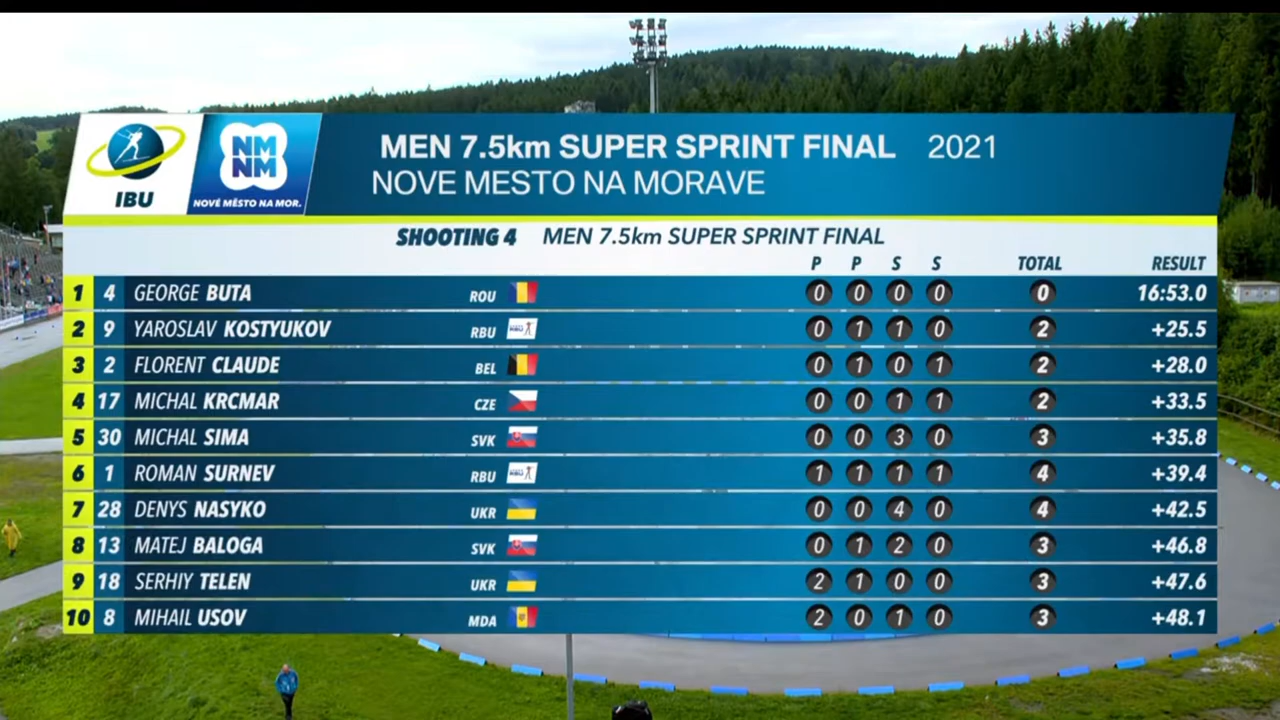 MEN 7.5km SUPER SPRINT FINAL 2021
NOVE MESTO NA MORAVE
IBU
NM
NM
NOVÉ MĚSTO NA MOR.
SHOOTING 4 MEN 7.5km SUPER SPRINT FINAL
P P S S TOTAL RESULT
1 4 GEORGE BUTA ROU 0 0 0 0 0 16:53.0
2 9 YAROSLAV KOSTYUKOV RBU 0 1 1 0 2 +25.5
3 2 FLORENT CLAUDE BEL 0 1 0 1 2 +28.0
4 17 MICHAL KRCMAR CZE 0 0 1 1 2 +33.5
5 30 MICHAL SIMA SVK 0 0 3 0 3 +35.8
6 1 ROMAN SURNEV RBU 1 1 1 1 4 +39.4
7 28 DENYS NASYKO UKR 0 0 4 0 4 +42.5
8 13 MATEJ BALOGA SVK 0 1 2 0 3 +46.8
9 18 SERHIY TELEN UKR 2 1 0 0 3 +47.6
10 8 MIHAIL USOV MDA 2 0 1 0 3 +48.1